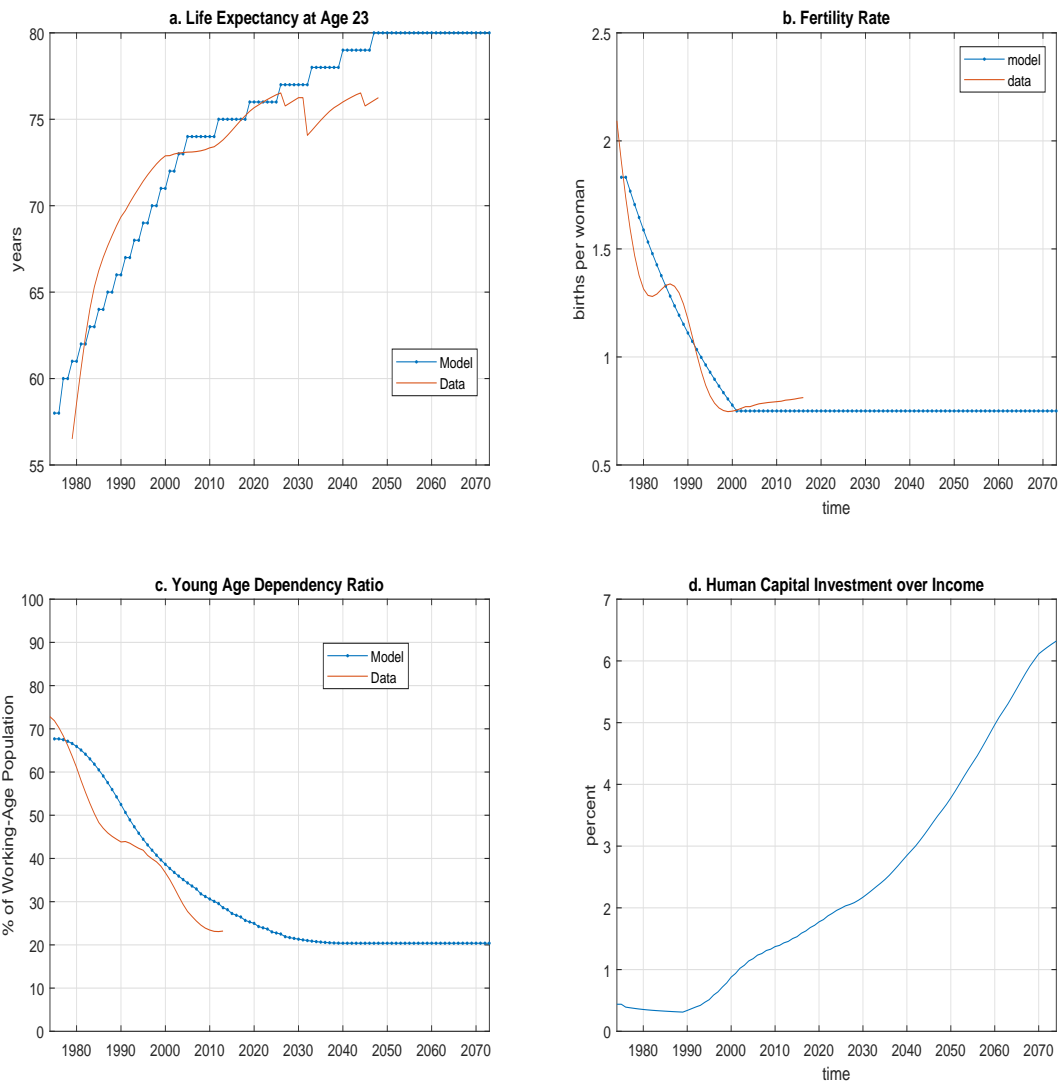 a. Life Expectancy at Age 23
80
75
70
65
60
55
years
Model
Data
1980 1990 2000 2010 2020 2030 2040 2050 2060 2070
b. Fertility Rate
2.5
2
1.5
1
0.5
births per woman
model
data
1980 1990 2000 2010 2020 2030 2040 2050 2060 2070
time
c. Young Age Dependency Ratio
100
90
80
70
60
50
40
30
20
10
0
% of Working-Age Population
Model
Data
1980 1990 2000 2010 2020 2030 2040 2050 2060 2070
d. Human Capital Investment over Income
7
6
5
4
3
2
1
0
percent
1980 1990 2000 2010 2020 2030 2040 2050 2060 2070
time